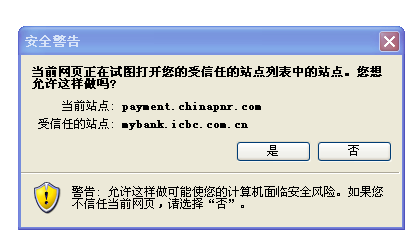 安全警告
当前网页正在试图打开您的受信任的站点列表中的站点。您想
允许这样做吗?
当前站点: payment.chinapnr.com
受信任的站点: mybank.icbc.com.cn
是 否
警告: 允许这样做可能使您的计算机面临安全风险。如果您
不信任当前网页,请选择“否”。